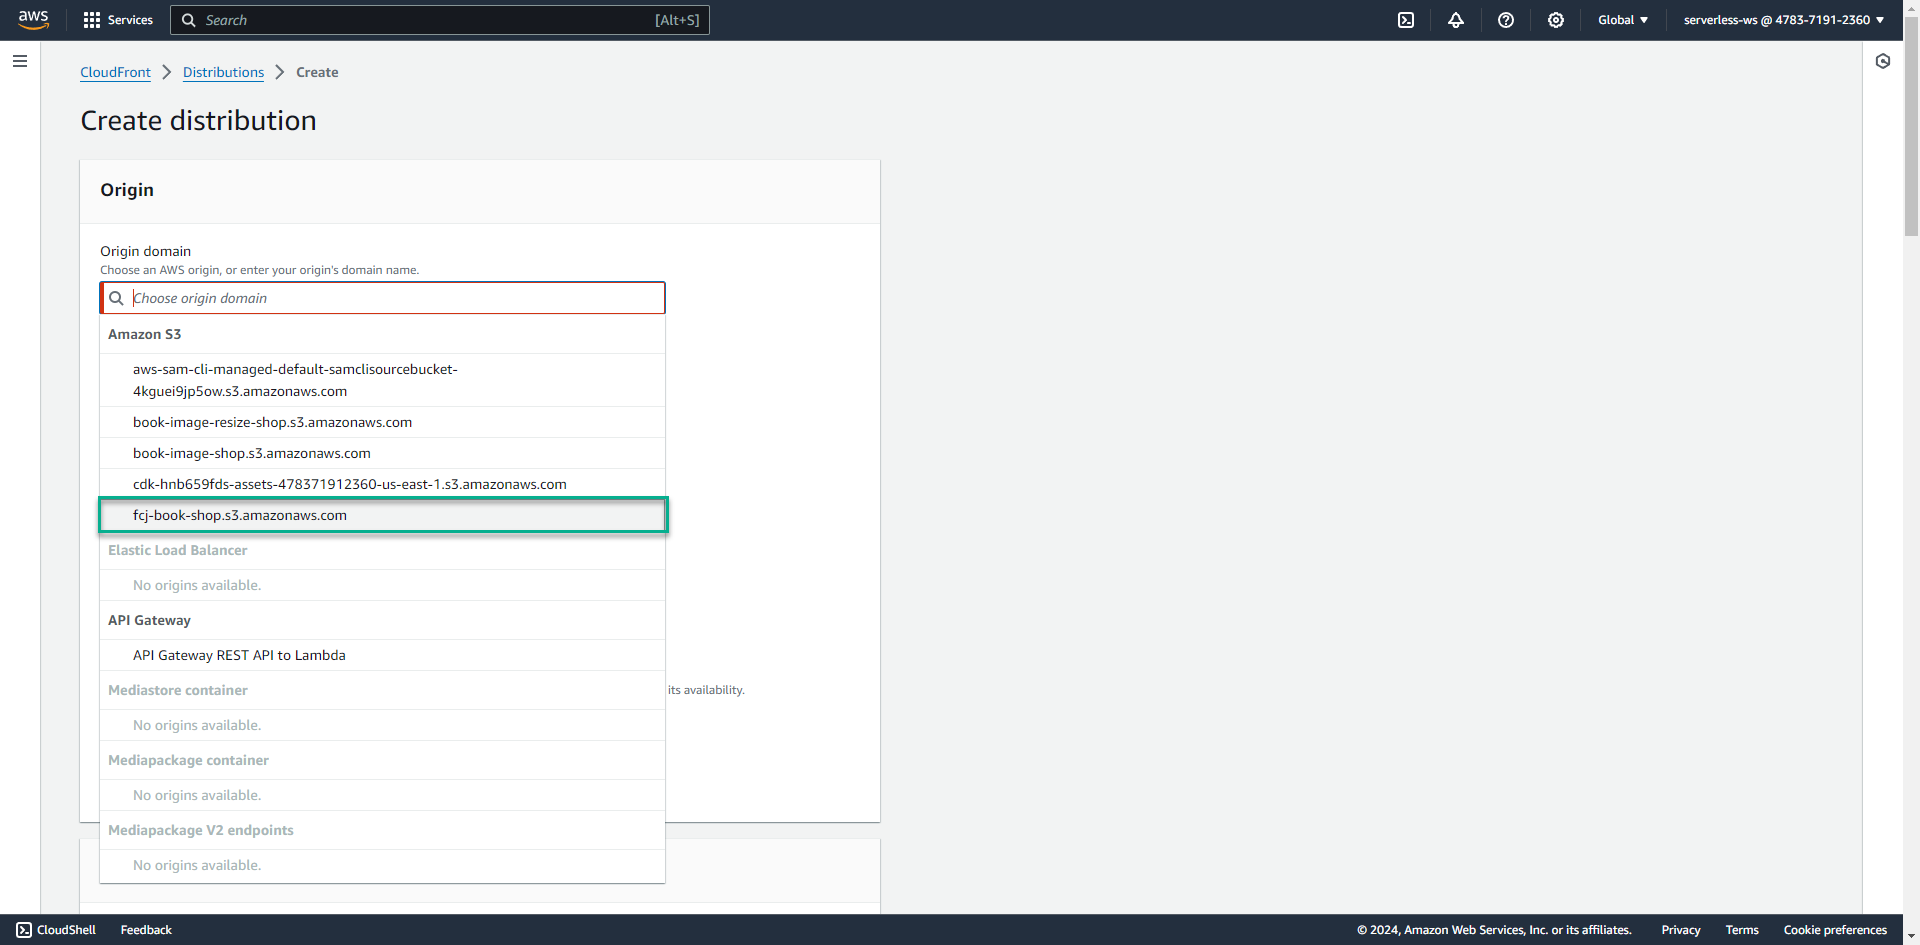 aws
Services
Search
[Alt+S]
Global
serverless-ws @ 4783-7191-2360
CloudFront
Distributions
Create
Create distribution
Origin
Origin domain
Choose an AWS origin, or enter your origin's domain name.
Choose origin domain
Amazon S3
aws-sam-cli-managed-default-samclisourcebucket-
4kguei9jp5ow.s3.amazonaws.com
book-image-resize-shop.s3.amazonaws.com
book-image-shop.s3.amazonaws.com
cdk-hnb659fds-assets-478371912360-us-east-1.s3.amazonaws.com
fcj-book-shop.s3.amazonaws.com
Elastic Load Balancer
No origins available.
API Gateway
API Gateway REST API to Lambda
Mediastore container
its availability.
No origins available.
Mediapackage container
No origins available.
Mediapackage V2 endpoints
No origins available.
CloudShell
Feedback
© 2024, Amazon Web Services, Inc. or its affiliates.
Privacy
Terms
Cookie preferences